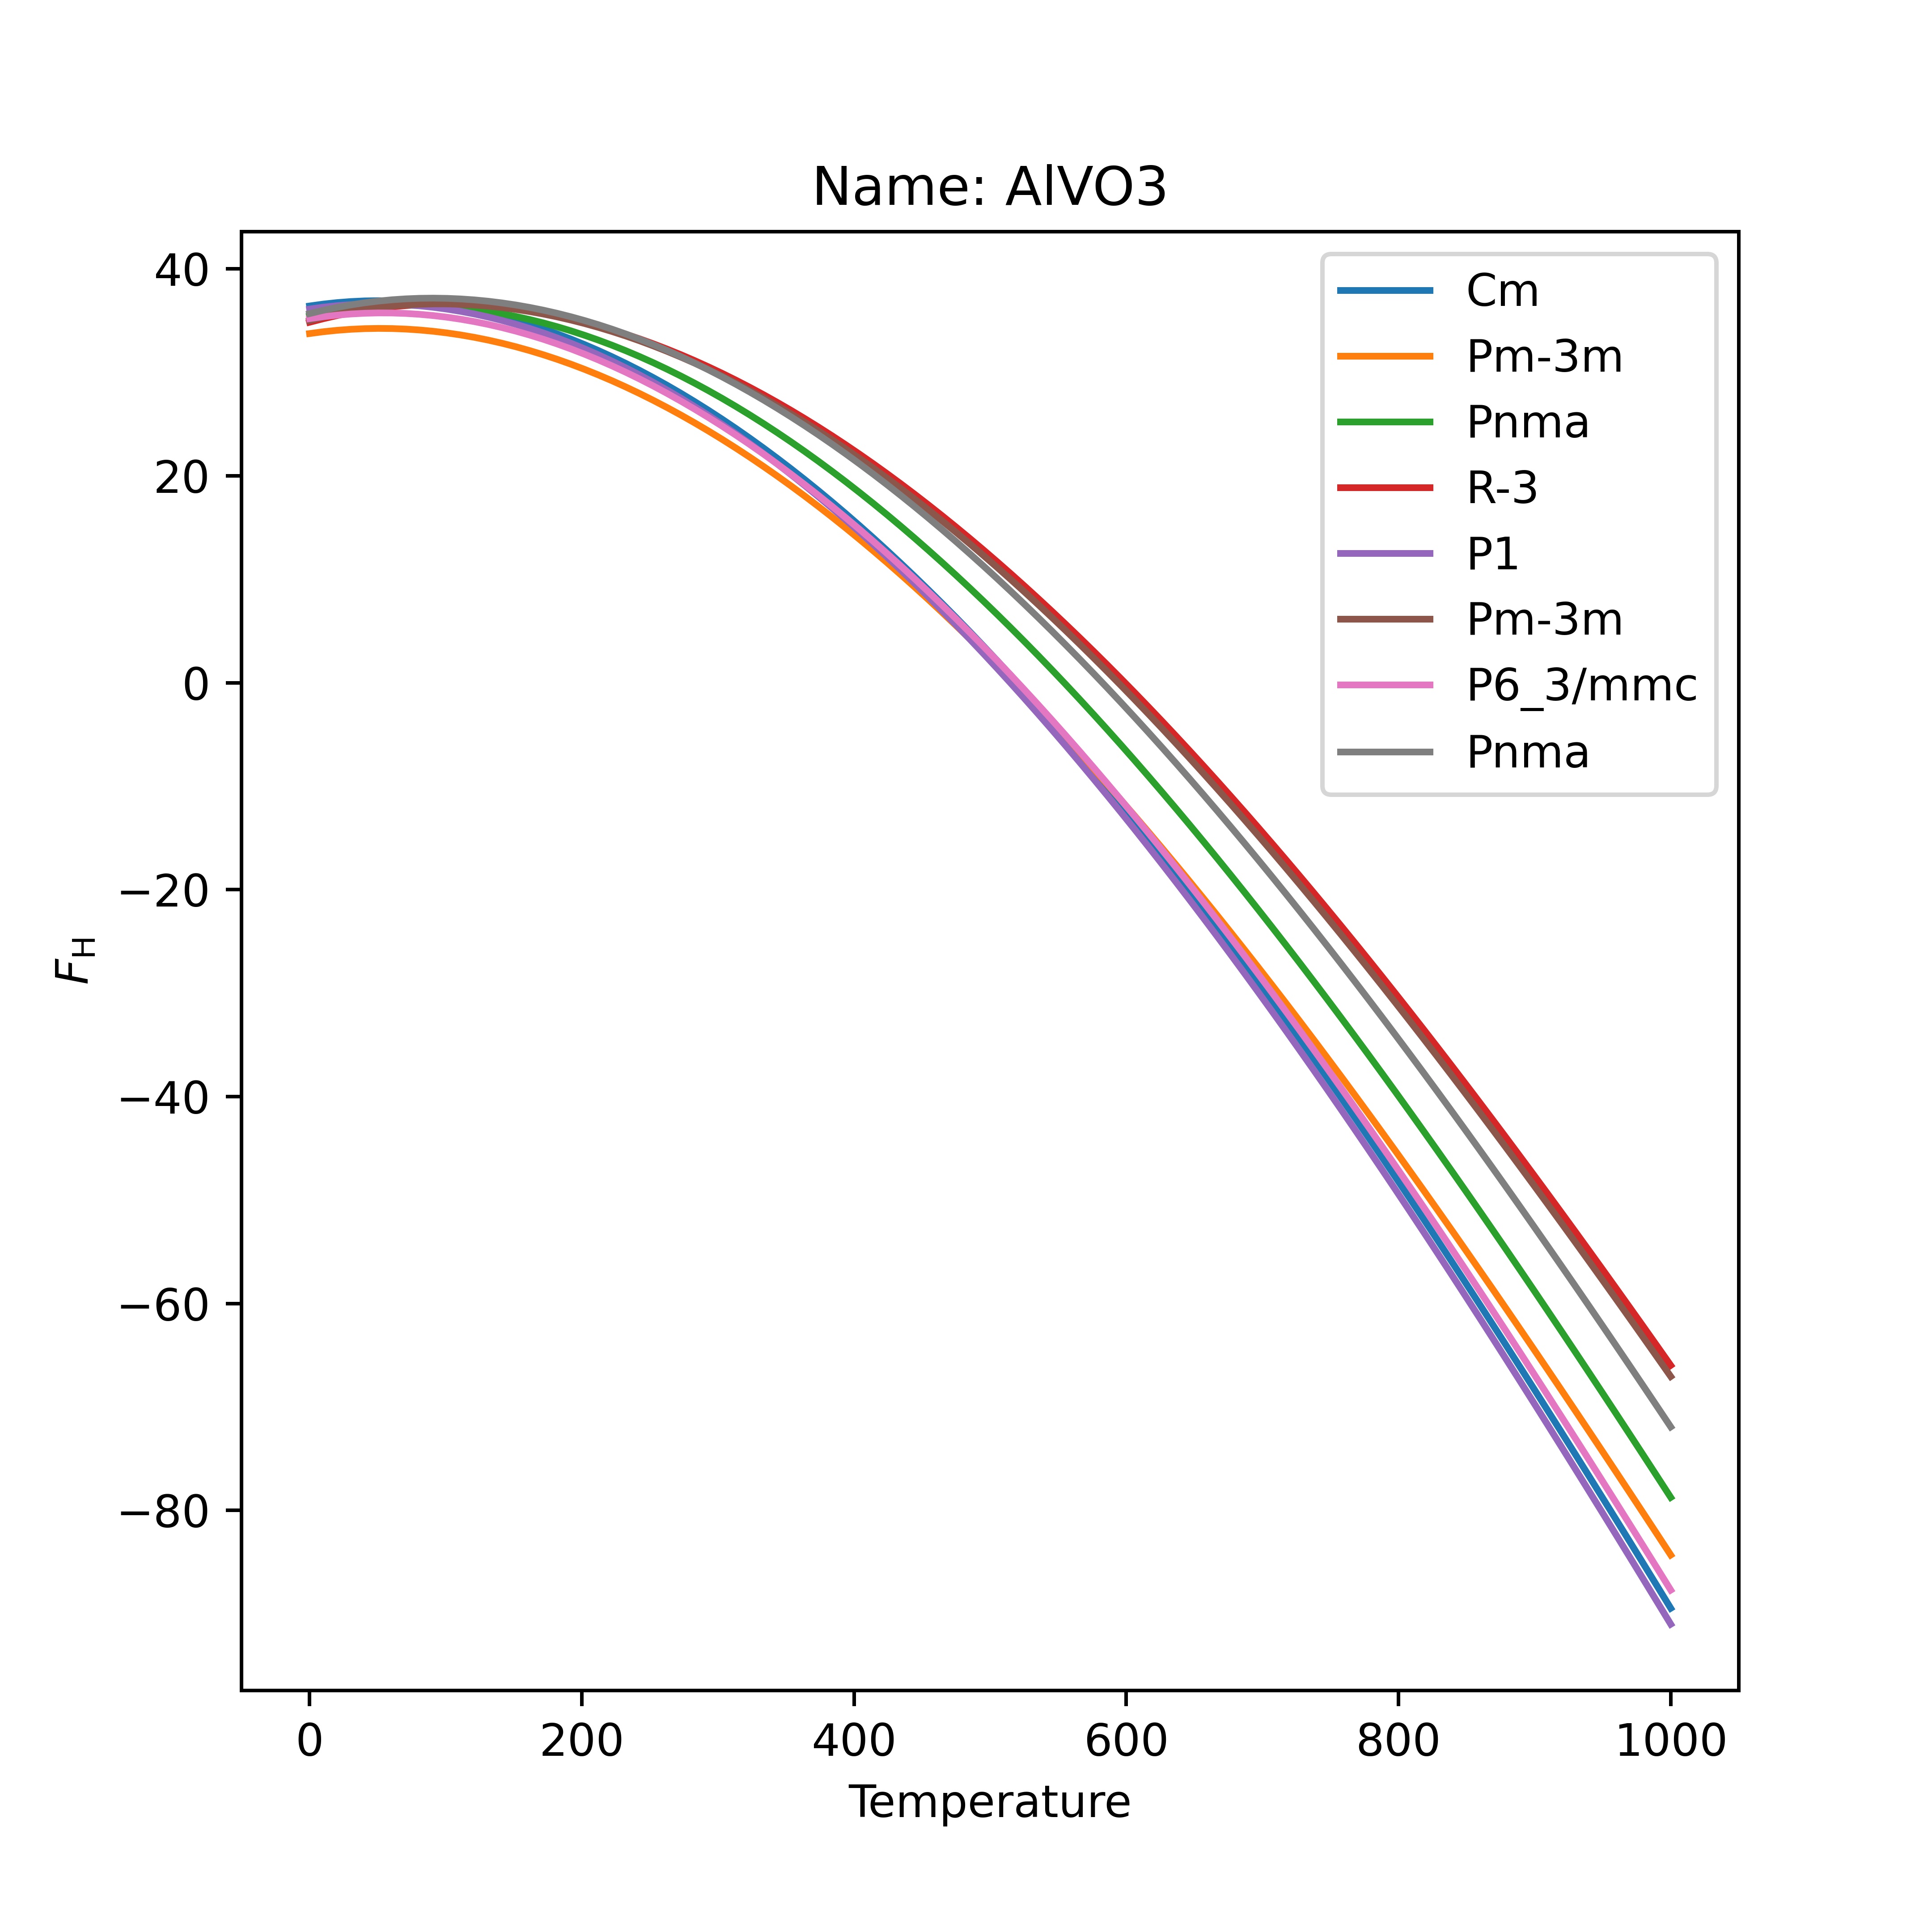 Name: AlVO3
40
20
0
−20
−40
−60
−80
F_H
Cm
Pm-3m
Pnma
R-3
P1
Pm-3m
P6_3/mmc
Pnma
0 200 400 600 800 1000
Temperature